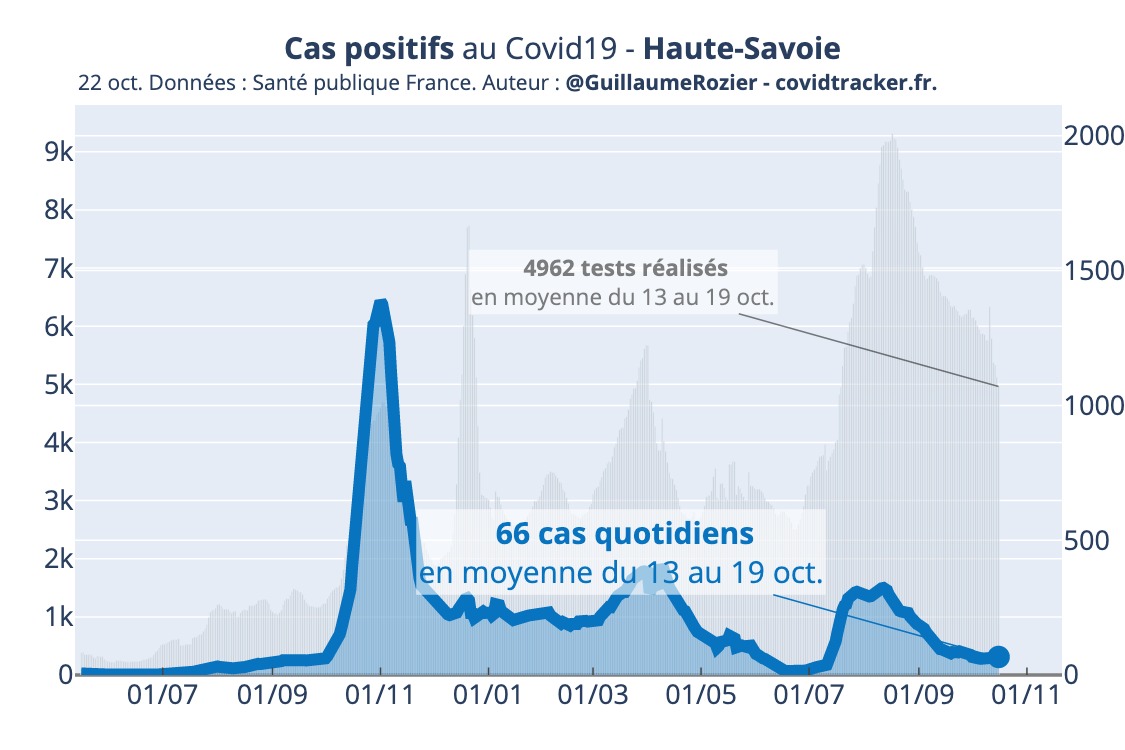 Cas positifs au Covid19 - Haute-Savoie
22 oct. Données : Santé publique France. Auteur : @GuillaumeRozier - covidtracker.fr.
9k
8k
7k
6k
5k
4k
3k
2k
1k
0
2000
1500
1000
500
0
4962 tests réalisés
en moyenne du 13 au 19 oct.
66 cas quotidiens
en moyenne du 13 au 19 oct.
01/07 01/09 01/11 01/01 01/03 01/05 01/07 01/09 01/11